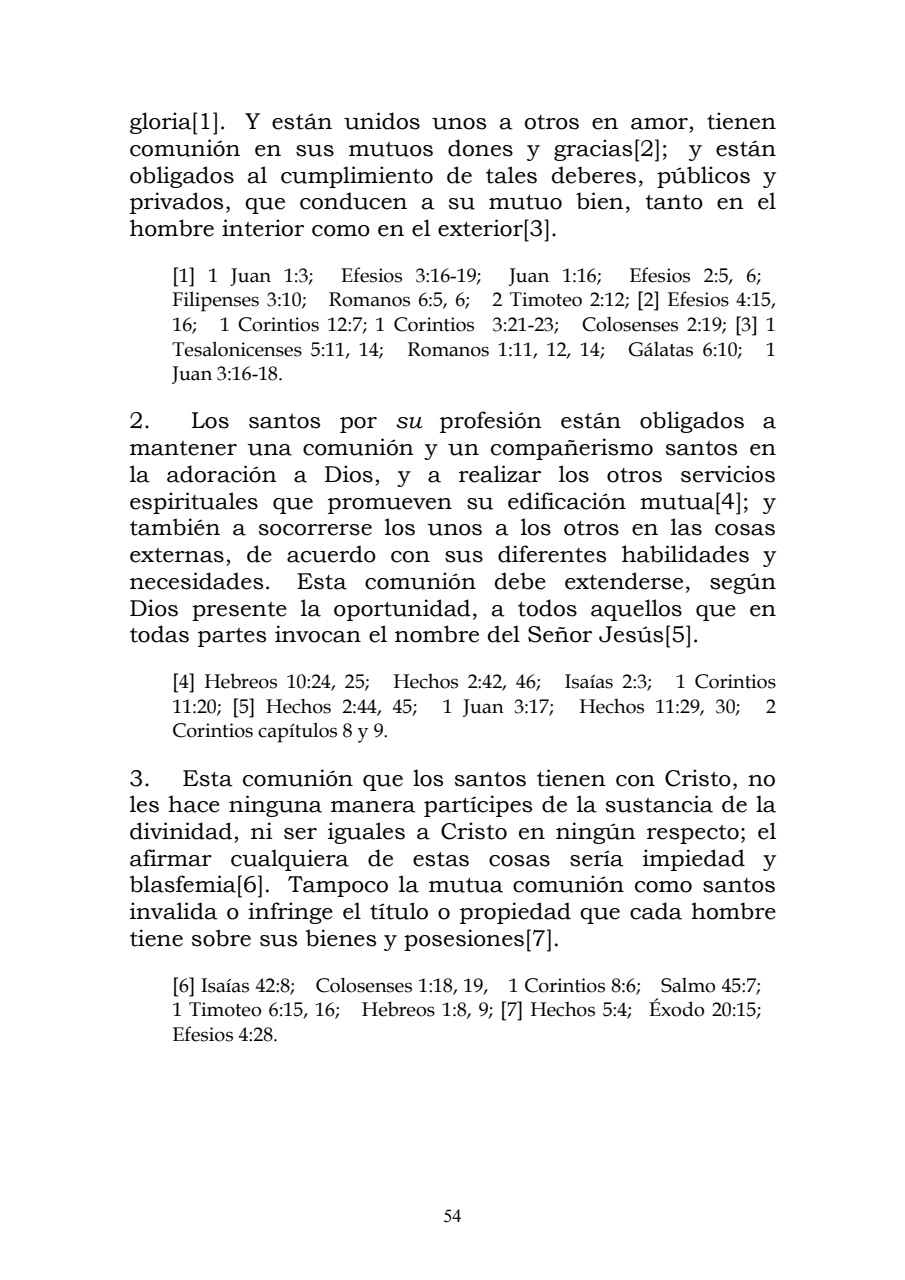 gloria[1]. Y están unidos unos a otros en amor, tienen
comunión en sus mutuos dones y gracias[2]; y están
obligados al cumplimiento de tales deberes, públicos y
privados, que conducen a su mutuo bien, tanto en el
hombre interior como en el exterior[3].
[1] 1 Juan 1:3; Efesios 3:16-19; Juan 1:16; Efesios 2:5, 6;
Filipenses 3:10; Romanos 6:5, 6; 2 Timoteo 2:12; [2] Efesios 4:15,
16; 1 Corintios 12:7; 1 Corintios 3:21-23; Colosenses 2:19; [3] 1
Tesalonicenses 5:11, 14; Romanos 1:11, 12, 14; Gálatas 6:10; 1
Juan 3:16-18.
2. Los santos por su profesión están obligados a
mantener una comunión y un compañerismo santos en
la adoración a Dios, y a realizar los otros servicios
espirituales que promueven su edificación mutua[4]; y
también a socorrerse los unos a los otros en las cosas
externas, de acuerdo con sus diferentes habilidades y
necesidades. Esta comunión debe extenderse, según
Dios presente la oportunidad, a todos aquellos que en
todas partes invocan el nombre del Señor Jesús[5].
[4] Hebreos 10:24, 25; Hechos 2:42, 46; Isaías 2:3; 1 Corintios
11:20; [5] Hechos 2:44, 45; 1 Juan 3:17; Hechos 11:29, 30; 2
Corintios capítulos 8 y 9.
3. Esta comunión que los santos tienen con Cristo, no
les hace ninguna manera partícipes de la sustancia de la
divinidad, ni ser iguales a Cristo en ningún respecto; el
afirmar cualquiera de estas cosas sería impiedad y
blasfemia[6]. Tampoco la mutua comunión como santos
invalida o infringe el título o propiedad que cada hombre
tiene sobre sus bienes y posesiones[7].
[6] Isaías 42:8; Colosenses 1:18, 19, 1 Corintios 8:6; Salmo 45:7;
1 Timoteo 6:15, 16; Hebreos 1:8, 9; [7] Hechos 5:4; Éxodo 20:15;
Efesios 4:28.
54